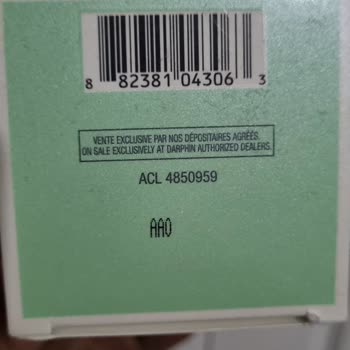 8 82381 04306 3
VENTE EXCLUSIVE PAR NOS DÉPOSITAIRES AGRÉÉS.
ON SALE EXCLUSIVELY AT DARPHIN AUTHORIZED DEALERS.
ACL 4850959
AA0